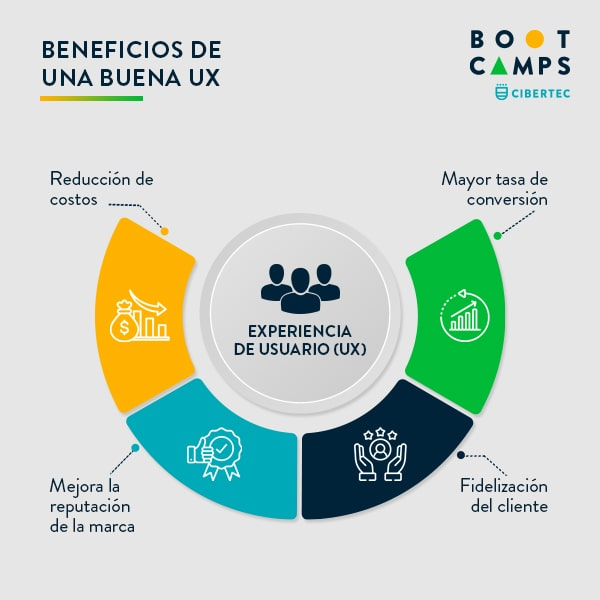 BENEFICIOS DE
UNA BUENA UX
BOOT
CAMPS
CIBERTEC
Reducción de
costos
Mayor tasa de
conversión
$
EXPERIENCIA
DE USUARIO (UX)
Mejora la
reputación
de la marca
Fidelización
del cliente